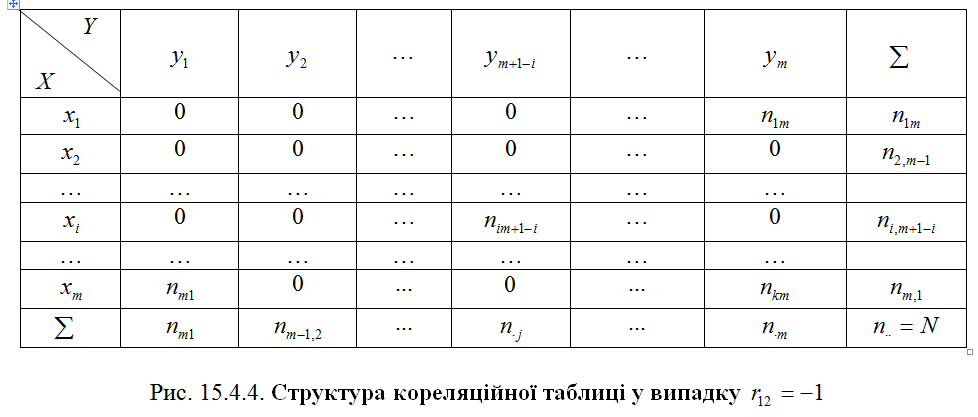 Y
X y₁ y₂ … yₘ₊₁₋ᵢ … yₘ ∑
x₁ 0 0 … 0 … n₁ₘ n₁ₘ
x₂ 0 0 … 0 … 0 n₂,ₘ₋₁
… … … … … … …
xᵢ 0 0 … nᵢₘ₊₁₋ᵢ … 0 nᵢ,ₘ₊₁₋ᵢ
… … … … … … …
xₘ nₘ₁ 0 ... 0 ... nₖₘ nₘ,₁
∑ nₘ₁ nₘ₋₁,₂ ... n.ⱼ ... n.ₘ n.. = N
Рис. 15.4.4. Структура кореляційної таблиці у випадку r₁₂ = −1